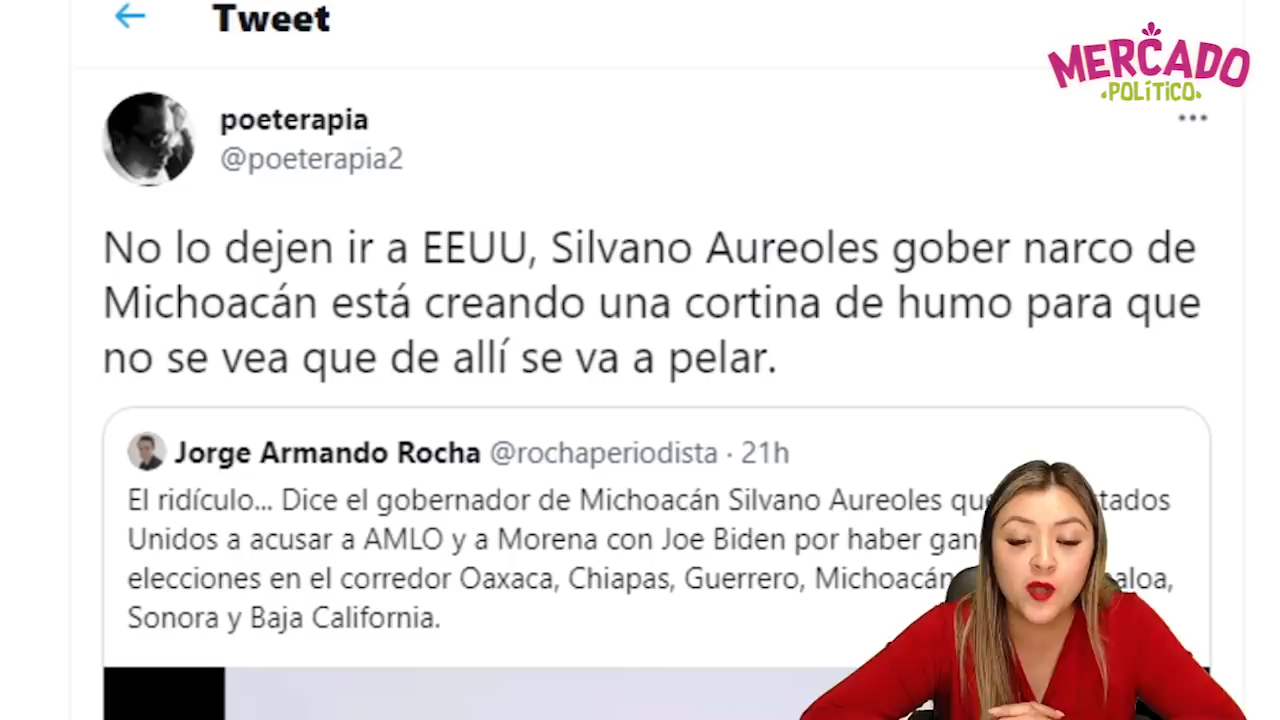 Tweet
MERCADO
POLÍTICO
poeterapia
@poeterapia2
No lo dejen ir a EEUU, Silvano Aureoles gober narco de
Michoacán está creando una cortina de humo para que
no se vea que de allí se va a pelar.
Jorge Armando Rocha @rochaperiodista · 21h
El ridículo... Dice el gobernador de Michoacán Silvano Aureoles
Unidos a acusar a AMLO y a Morena con Joe Biden por haber
elecciones en el corredor Oaxaca, Chiapas, Guerrero, Michoacán
Sonora y Baja California.